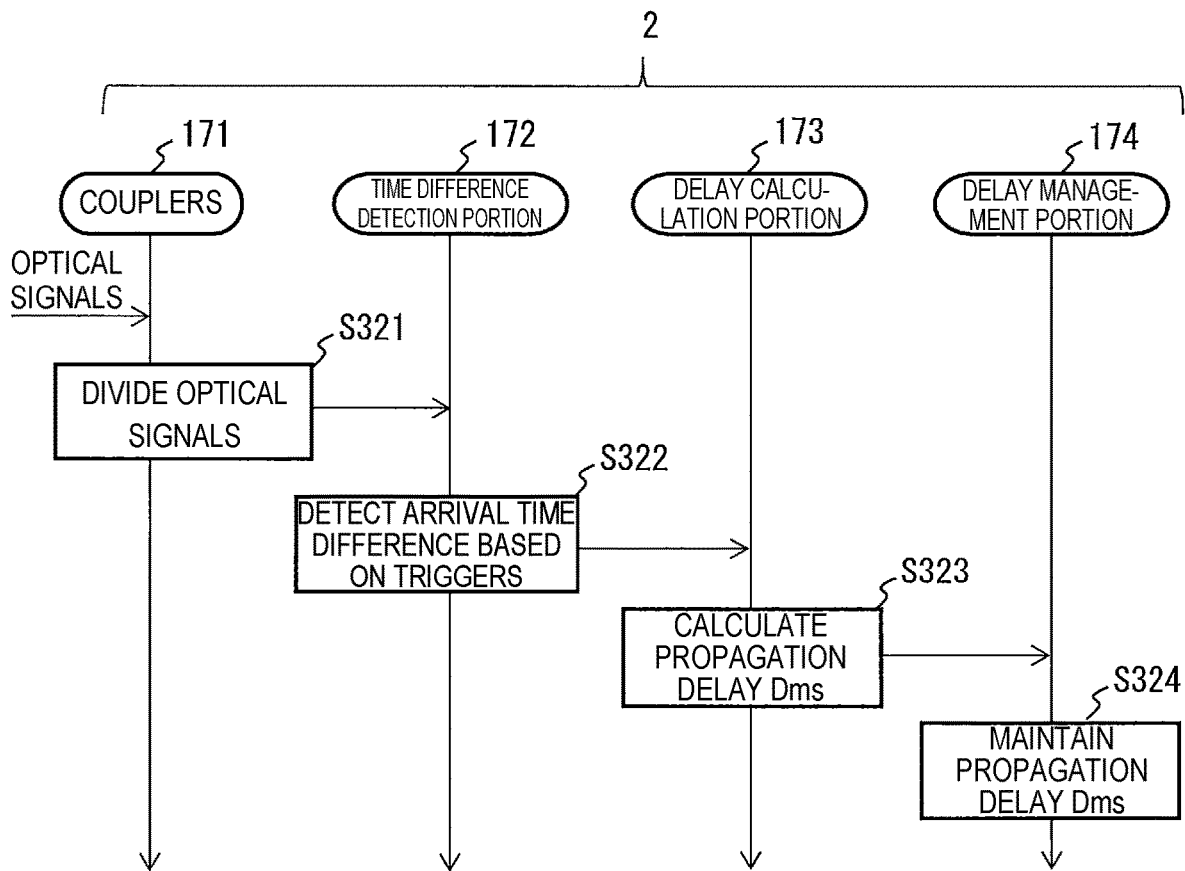 2
171
172
173
174
COUPLERS
TIME DIFFERENCE
DETECTION PORTION
DELAY CALCU-
LATION PORTION
DELAY MANAGE-
MENT PORTION
OPTICAL
SIGNALS
S321
DIVIDE OPTICAL
SIGNALS
S322
DETECT ARRIVAL TIME
DIFFERENCE BASED
ON TRIGGERS
S323
CALCULATE
PROPAGATION
DELAY Dms
S324
MAINTAIN
PROPAGATION
DELAY Dms